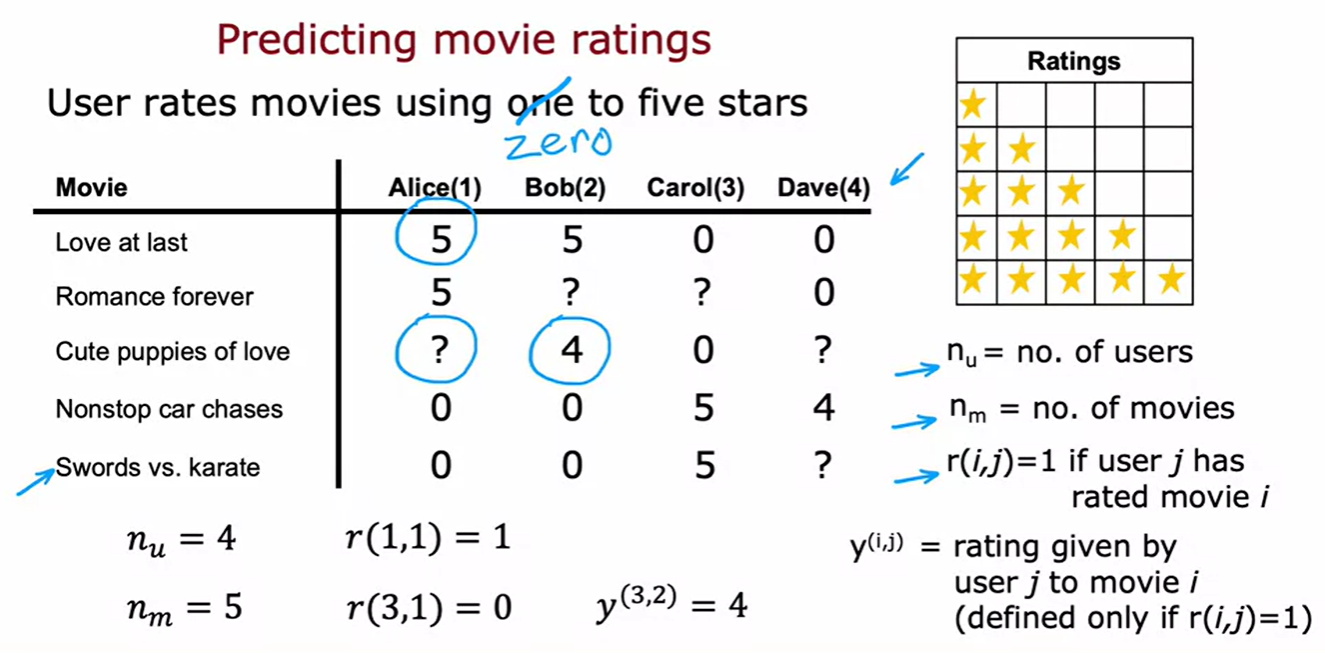 Predicting movie ratings
User rates movies using one to five stars
zero
Movie Alice(1) Bob(2) Carol(3) Dave(4)
Love at last 5 5 0 0
Romance forever 5 ? ? 0
Cute puppies of love ? 4 0 ?
Nonstop car chases 0 0 5 4
Swords vs. karate 0 0 5 ?
n_u = 4 r(1,1) = 1
n_m = 5 r(3,1) = 0 y^(3,2) = 4
Ratings
n_u = no. of users
n_m = no. of movies
r(i,j)=1 if user j has
rated movie i
y^(i,j) = rating given by
user j to movie i
(defined only if r(i,j)=1)